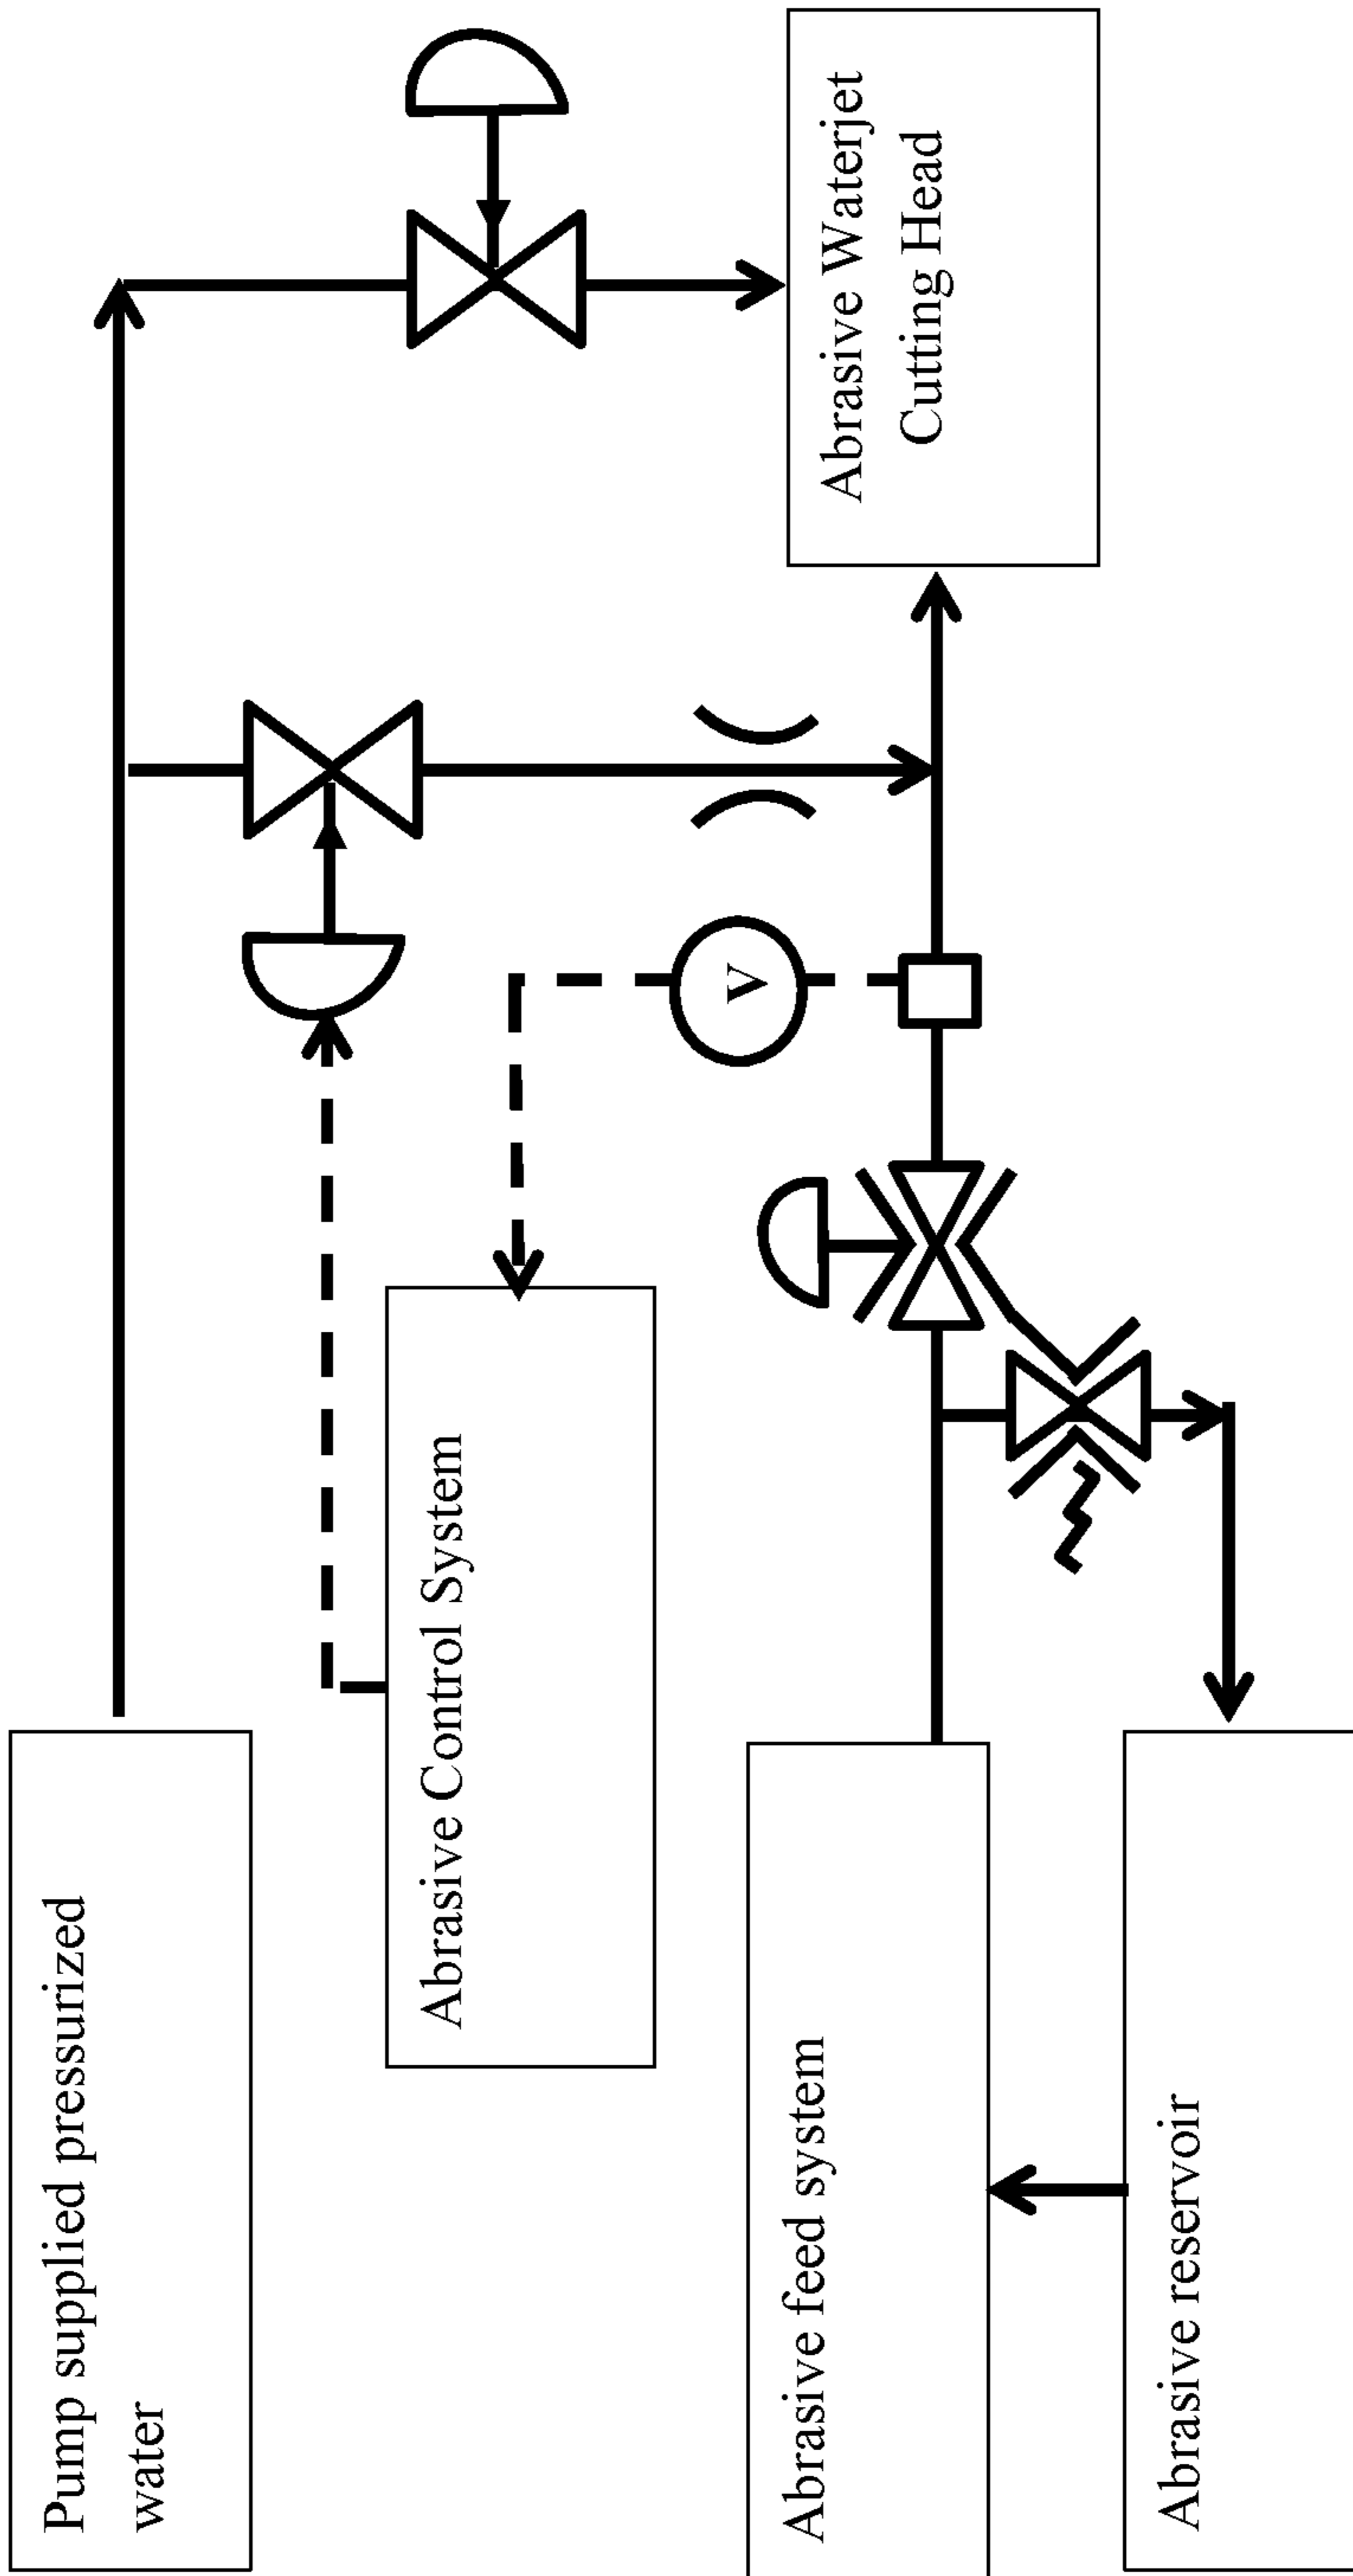 Pump supplied pressurized
water
Abrasive Control System
Abrasive feed system
Abrasive reservoir
V
Abrasive Waterjet
Cutting Head